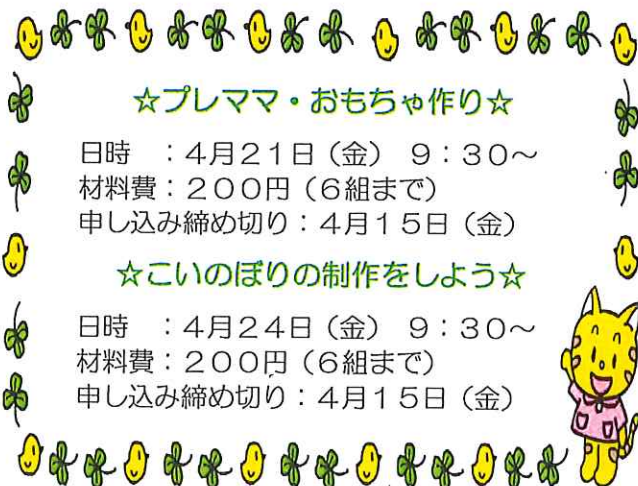 ☆プレママ・おもちゃ作り☆
日時　：４月２１日（金）　９：３０～
材料費：２００円（６組まで）
申し込み締め切り：４月１５日（金）
☆こいのぼりの制作をしよう☆
日時　：４月２４日（金）　９：３０～
材料費：２００円（６組まで）
申し込み締め切り：４月１５日（金）